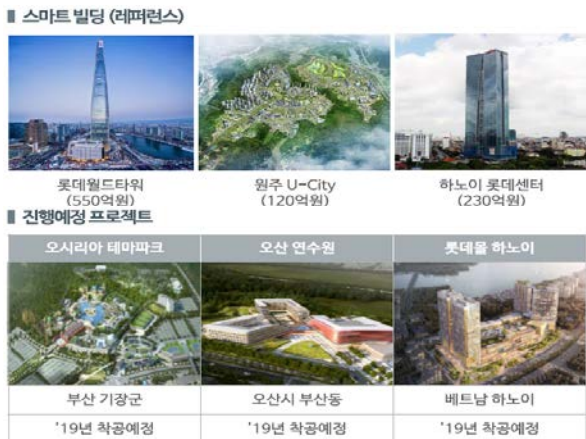 스마트 빌딩 (레퍼런스)
롯데월드타워 원주 U-City 하노이 롯데센터
(550억원) (120억원) (230억원)
진행예정 프로젝트
오시리아 테마파크 오산 연수원 롯데몰 하노이
부산 기장군 오산시 부산동 베트남 하노이
'19년 착공예정 '19년 착공예정 '19년 착공예정